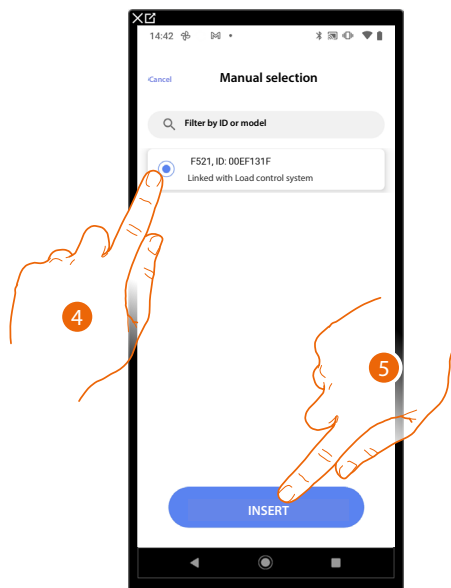 14:42
‹Cancel
Manual selection
Filter by ID or model
F521, ID: 00EF131F
Linked with Load control system
4
5
INSERT